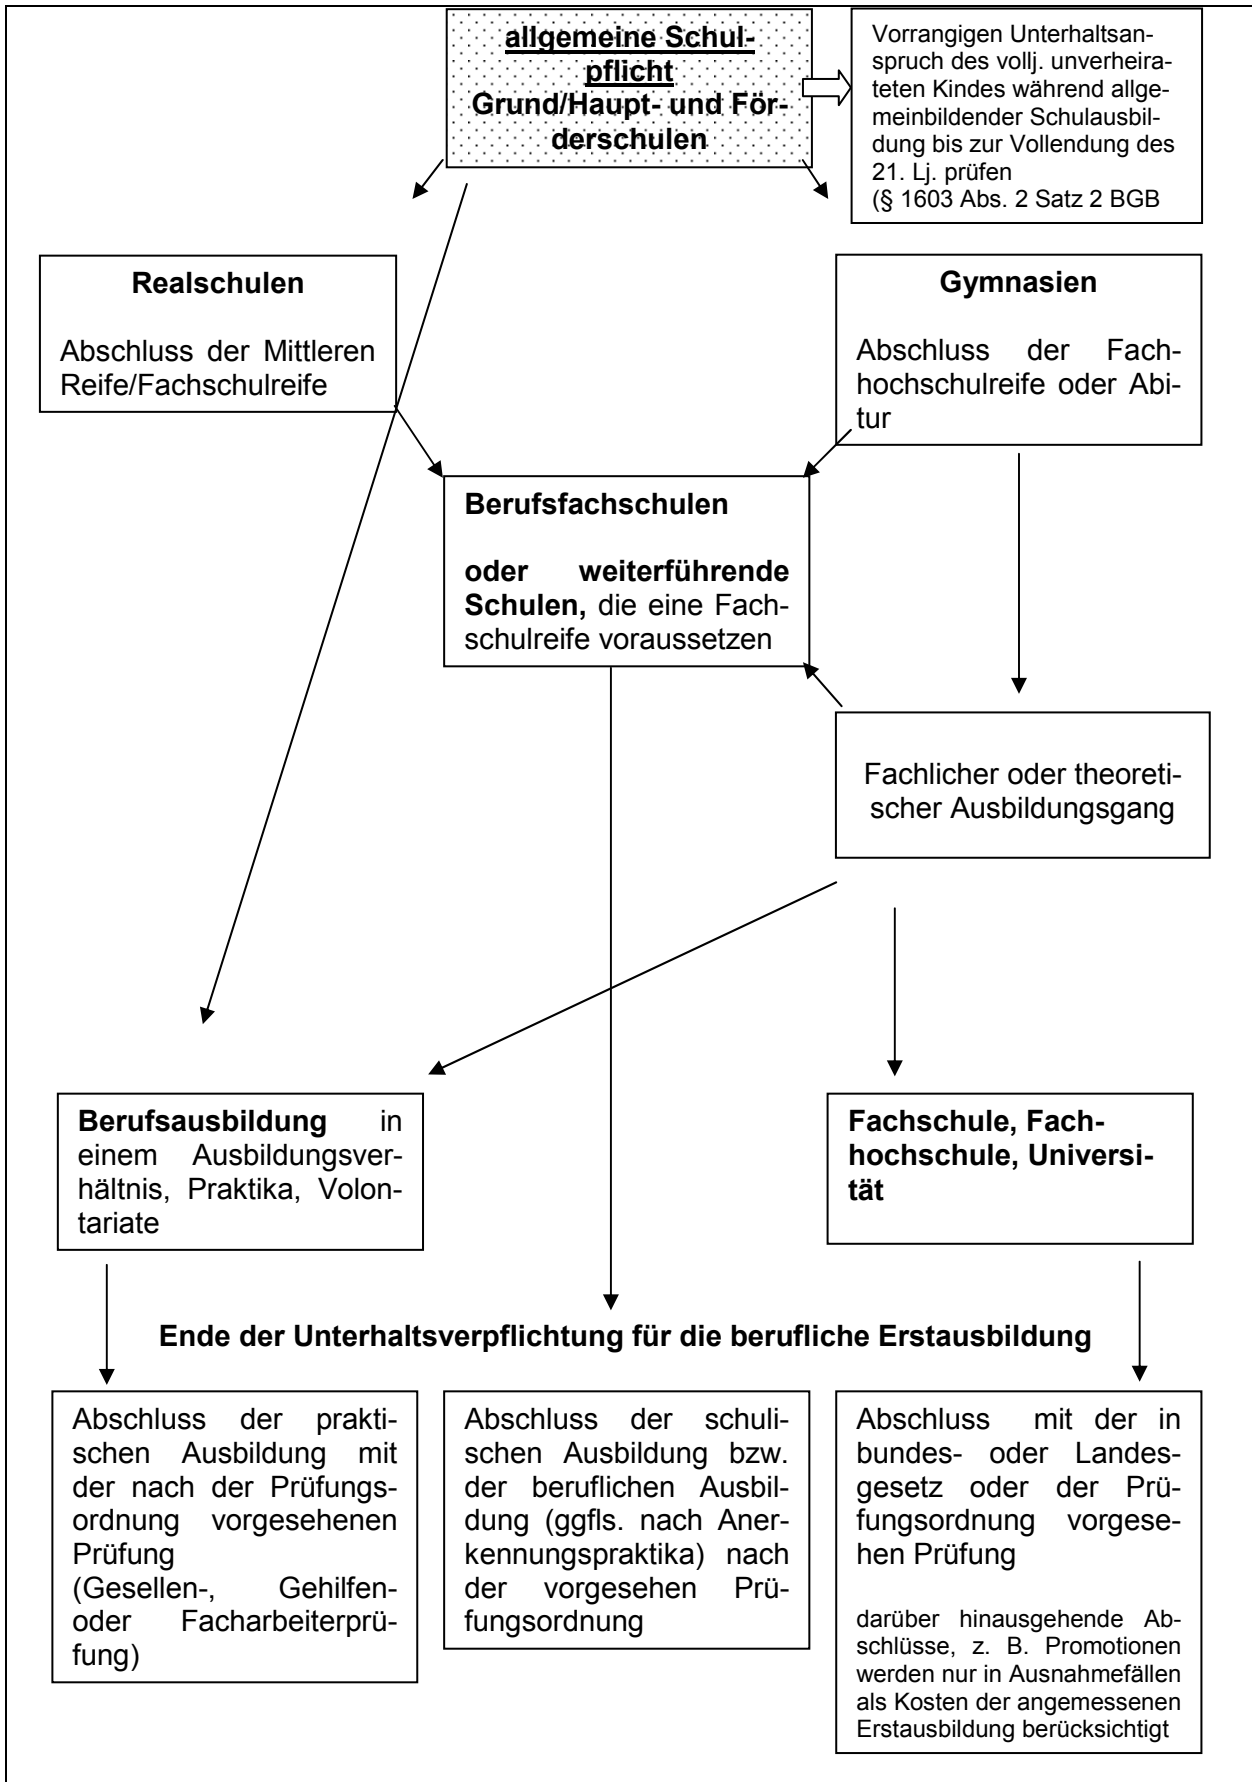 allgemeine Schul-
pflicht
Grund/Haupt- und För-
derschulen
Vorrangigen Unterhaltsan-
spruch des vollj. unverheira-
teten Kindes während allge-
meinbildender Schulausbil-
dung bis zur Vollendung des
21. Lj. prüfen
(§ 1603 Abs. 2 Satz 2 BGB
Realschulen
Abschluss der Mittleren
Reife/Fachschulreife
Gymnasien
Abschluss der Fach-
hochschulreife oder Abi-
tur
Berufsfachschulen
oder weiterführende
Schulen, die eine Fach-
schulreife voraussetzen
Fachlicher oder theoreti-
scher Ausbildungsgang
Berufsausbildung in
einem Ausbildungsver-
hältnis, Praktika, Volon-
tariate
Fachschule, Fach-
hochschule, Universi-
tät
Ende der Unterhaltsverpflichtung für die berufliche Erstausbildung
Abschluss der prakti-
schen Ausbildung mit
der nach der Prüfungs-
ordnung vorgesehenen
Prüfung
(Gesellen-, Gehilfen-
oder Facharbeiterprü-
fung)
Abschluss der schuli-
schen Ausbildung bzw.
der beruflichen Ausbil-
dung (ggfls. nach Aner-
kennungspraktika) nach
der vorgesehen Prü-
fungsordnung
Abschluss mit der in
bundes- oder Landes-
gesetz oder der Prü-
fungsordnung vorgese-
hen Prüfung
darüber hinausgehende Ab-
schlüsse, z. B. Promotionen
werden nur in Ausnahmefällen
als Kosten der angemessenen
Erstausbildung berücksichtigt